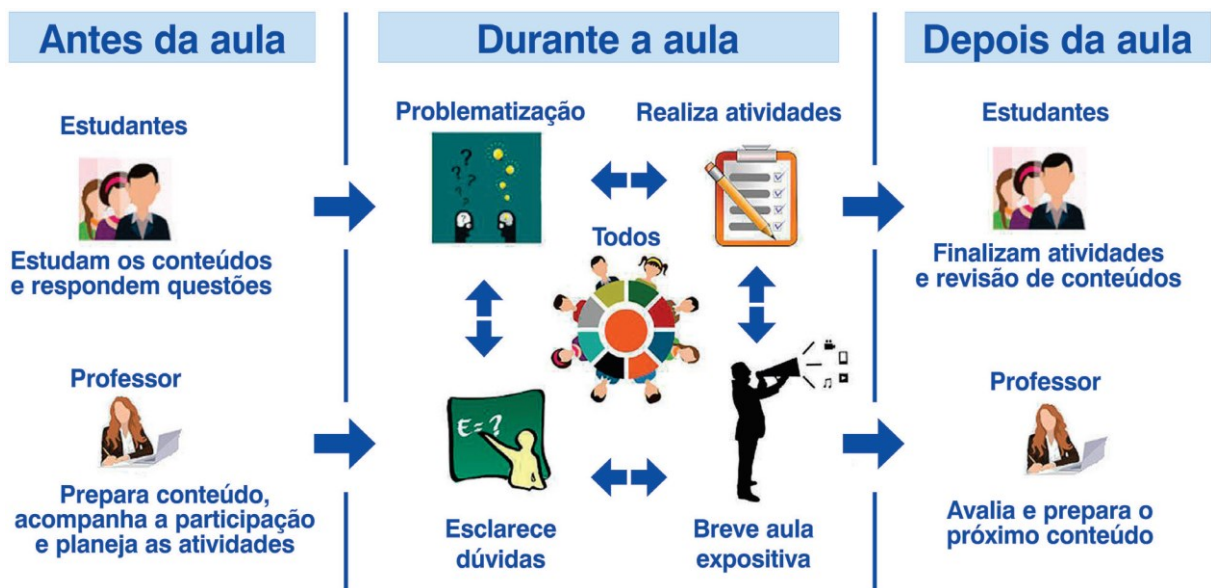 Antes da aula
Estudantes
Estudam os conteúdos
e respondem questões
Professor
Prepara conteúdo,
acompanha a participação
e planeja as atividades
Durante a aula
Problematização
Realiza atividades
Todos
E=?
Esclarece
dúvidas
Breve aula
expositiva
Depois da aula
Estudantes
Finalizam atividades
e revisão de conteúdos
Professor
Avalia e prepara o
próximo conteúdo